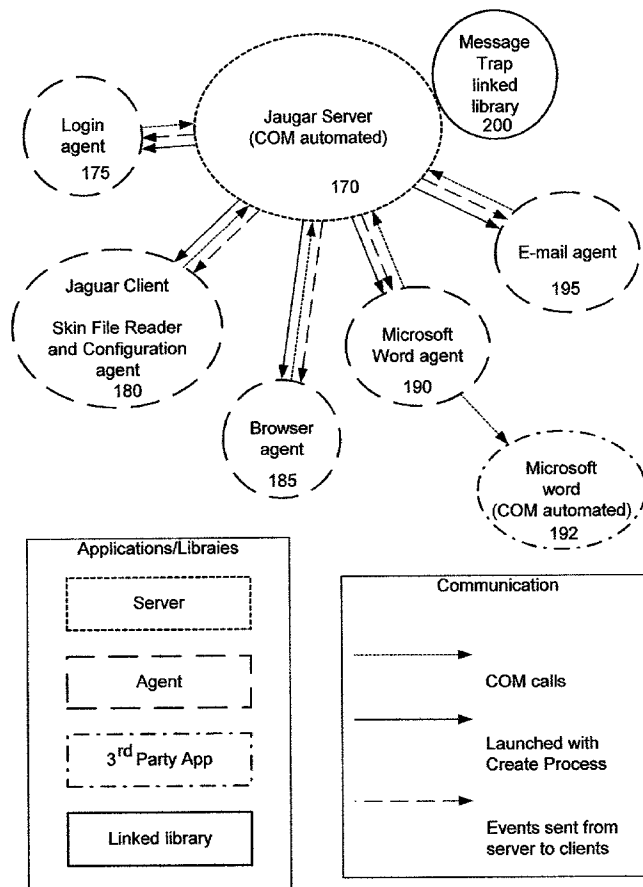 Message
Trap
linked
library
200
Jaugar Server
(COM automated)
170
Login
agent
175
E-mail agent
195
Jaguar Client
Skin File Reader
and Configuration
agent
180
Microsoft
Word agent
190
Browser
agent
185
Microsoft
word
(COM automated)
192
Applications/Libraies
Server
Agent
3rd Party App
Linked library
Communication
COM calls
Launched with
Create Process
Events sent from
server to clients